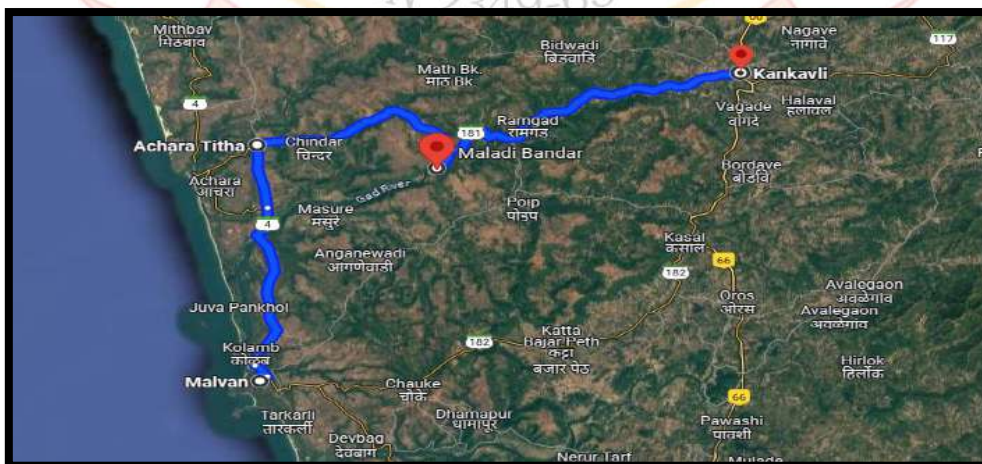 Mithbav
मिठबाव
Bidwadi
बिडवाडि
Nagave
नागावे
117
Math Bk.
माठ Bk.
Kankavli
4
Vagade
वागदे
Halaval
हळवल
Ramgad
रामगड
181
Achara Titha
Chindar
चिन्दर
Maladi Bandar
Bordave
बोर्डवे
Achara
आचरा
Gad River
Masure
मसुरे
Poip
पोइप
4
Anganewadi
आगणेवाडी
Kasal
कसाल
66
182
Juva Pankhol
Oros
ओरस
Avalegaon
अवळेगांव
Avalegaon
अवळेगांव
Katta
Bajar Peth
कट्टा
बजार पेठ
182
Kolamb
कोळंब
Hirlok
हिर्लोक
Malvan
Chauke
चौके
66
Tarkarli
तारकर्ली
Dhamapur
धामापूर
Pawashi
पावशी
Devbag
देवबाग
Nerur Tarf